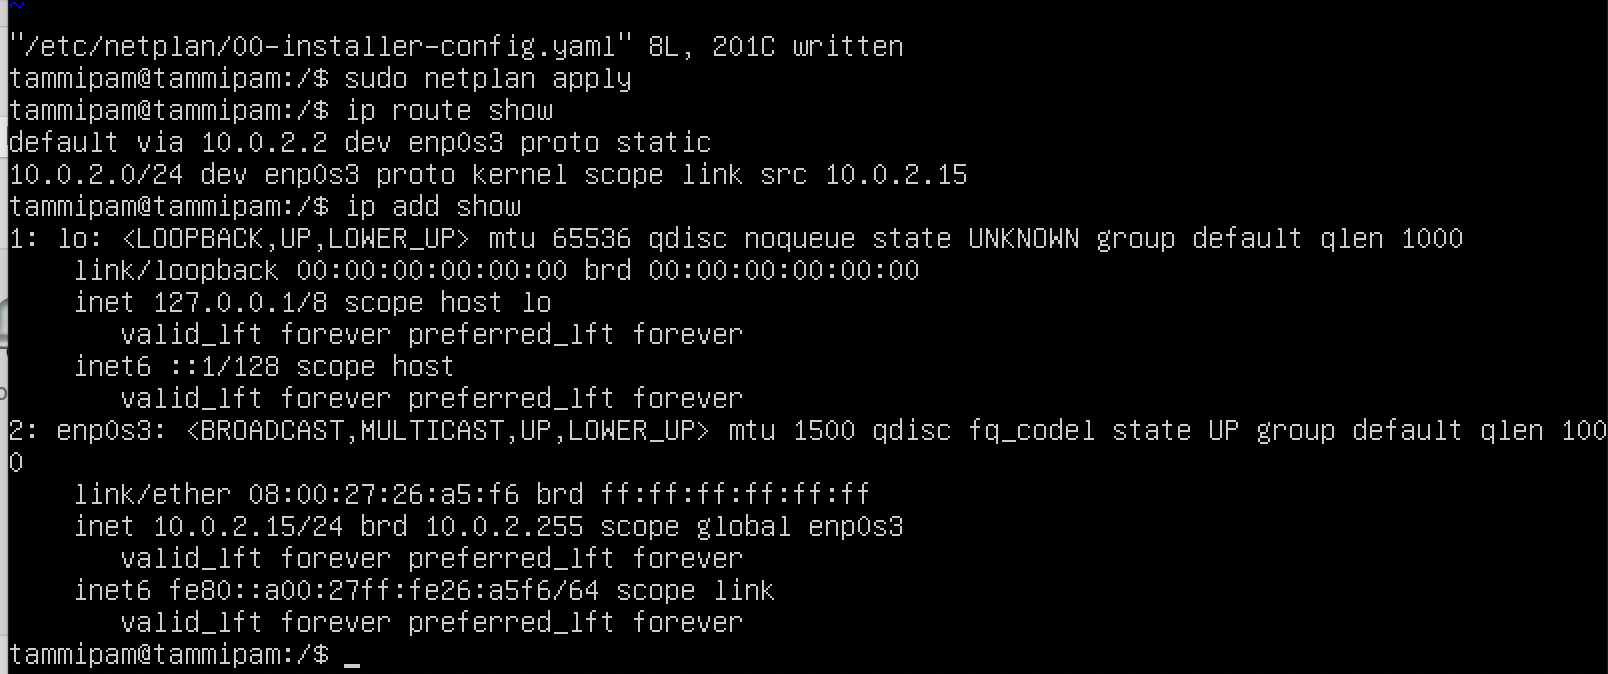 ~
"/etc/netplan/00-installer-config.yaml" 8L, 201C written
tammipam@tammipam:/$ sudo netplan apply
tammipam@tammipam:/$ ip route show
default via 10.0.2.2 dev enp0s3 proto static
10.0.2.0/24 dev enp0s3 proto kernel scope link src 10.0.2.15
tammipam@tammipam:/$ ip add show
1: lo: <LOOPBACK,UP,LOWER_UP> mtu 65536 qdisc noqueue state UNKNOWN group default qlen 1000
    link/loopback 00:00:00:00:00:00 brd 00:00:00:00:00:00
    inet 127.0.0.1/8 scope host lo
       valid_lft forever preferred_lft forever
    inet6 ::1/128 scope host
       valid_lft forever preferred_lft forever
2: enp0s3: <BROADCAST,MULTICAST,UP,LOWER_UP> mtu 1500 qdisc fq_codel state UP group default qlen 100
0
    link/ether 08:00:27:26:a5:f6 brd ff:ff:ff:ff:ff:ff
    inet 10.0.2.15/24 brd 10.0.2.255 scope global enp0s3
       valid_lft forever preferred_lft forever
    inet6 fe80::a00:27ff:fe26:a5f6/64 scope link
       valid_lft forever preferred_lft forever
tammipam@tammipam:/$ _